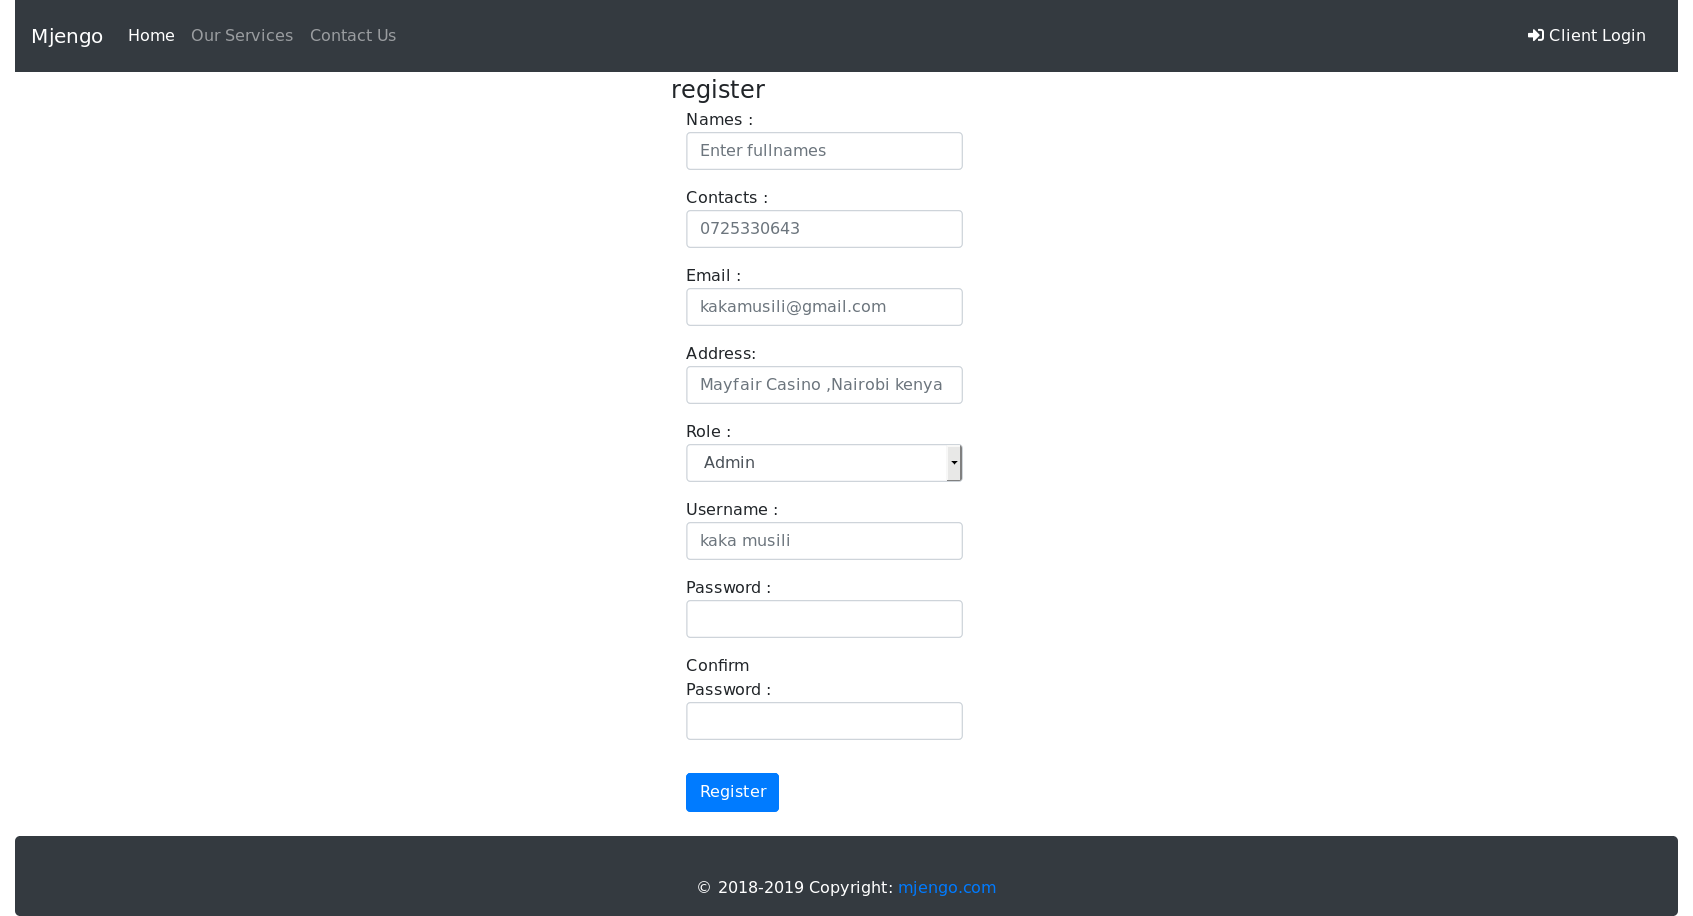 Mjengo Home Our Services Contact Us Client Login
register
Names :
Enter fullnames
Contacts :
0725330643
Email :
kakamusili@gmail.com
Address:
Mayfair Casino ,Nairobi kenya
Role :
Admin
Username :
kaka musili
Password :
Confirm
Password :
Register
© 2018-2019 Copyright: mjengo.com